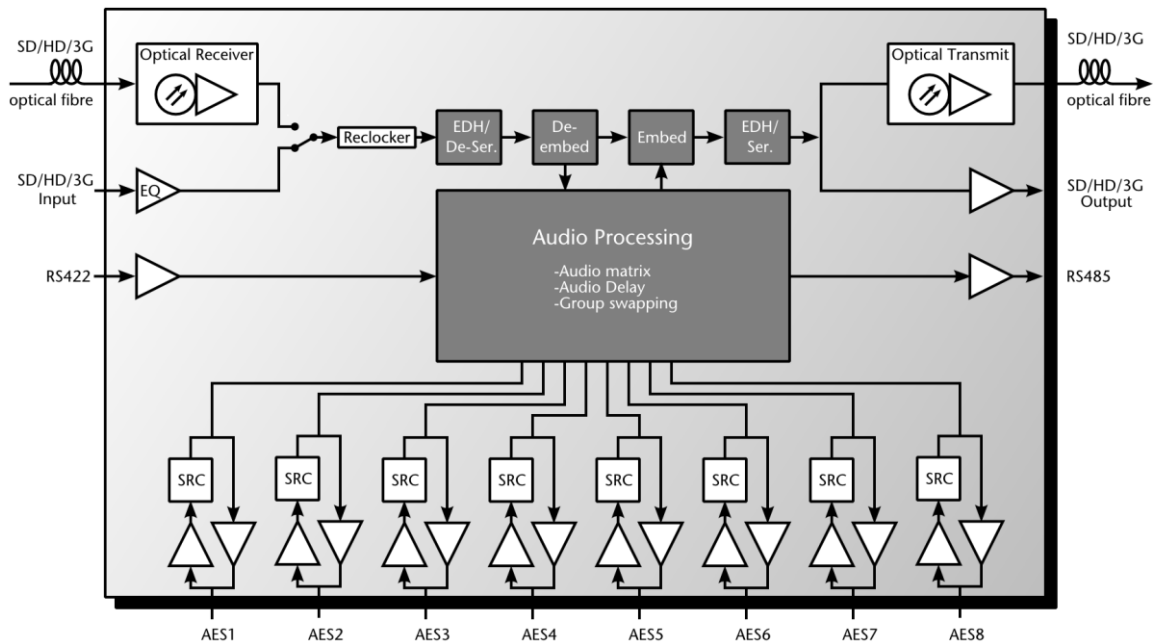 SD/HD/3G
optical fibre
Optical Receiver
Optical Transmit
SD/HD/3G
optical fibre
Reclocker
EDH/
De-Ser.
De-
embed
Embed
EDH/
Ser.
SD/HD/3G
Input
EQ
SD/HD/3G
Output
RS422
Audio Processing
-Audio matrix
-Audio Delay
-Group swapping
RS485
SRC
SRC
SRC
SRC
SRC
SRC
SRC
SRC
AES1
AES2
AES3
AES4
AES5
AES6
AES7
AES8